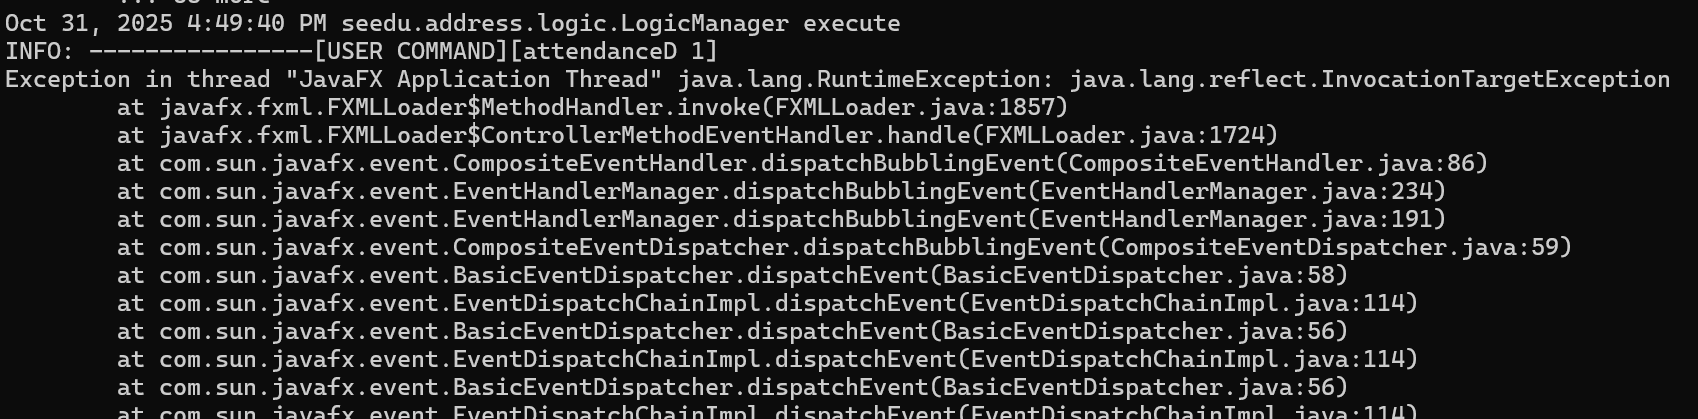 Oct 31, 2025 4:49:40 PM seedu.address.logic.LogicManager execute
INFO: ----------------[USER COMMAND][attendanceD 1]
Exception in thread "JavaFX Application Thread" java.lang.RuntimeException: java.lang.reflect.InvocationTargetException
        at javafx.fxml.FXMLLoader$MethodHandler.invoke(FXMLLoader.java:1857)
        at javafx.fxml.FXMLLoader$ControllerMethodEventHandler.handle(FXMLLoader.java:1724)
        at com.sun.javafx.event.CompositeEventHandler.dispatchBubblingEvent(CompositeEventHandler.java:86)
        at com.sun.javafx.event.EventHandlerManager.dispatchBubblingEvent(EventHandlerManager.java:234)
        at com.sun.javafx.event.EventHandlerManager.dispatchBubblingEvent(EventHandlerManager.java:191)
        at com.sun.javafx.event.CompositeEventDispatcher.dispatchBubblingEvent(CompositeEventDispatcher.java:59)
        at com.sun.javafx.event.BasicEventDispatcher.dispatchEvent(BasicEventDispatcher.java:58)
        at com.sun.javafx.event.EventDispatchChainImpl.dispatchEvent(EventDispatchChainImpl.java:114)
        at com.sun.javafx.event.BasicEventDispatcher.dispatchEvent(BasicEventDispatcher.java:56)
        at com.sun.javafx.event.EventDispatchChainImpl.dispatchEvent(EventDispatchChainImpl.java:114)
        at com.sun.javafx.event.BasicEventDispatcher.dispatchEvent(BasicEventDispatcher.java:56)
        at com.sun.javafx.event.EventDispatchChainImpl.dispatchEvent(EventDispatchChainImpl.java:114)